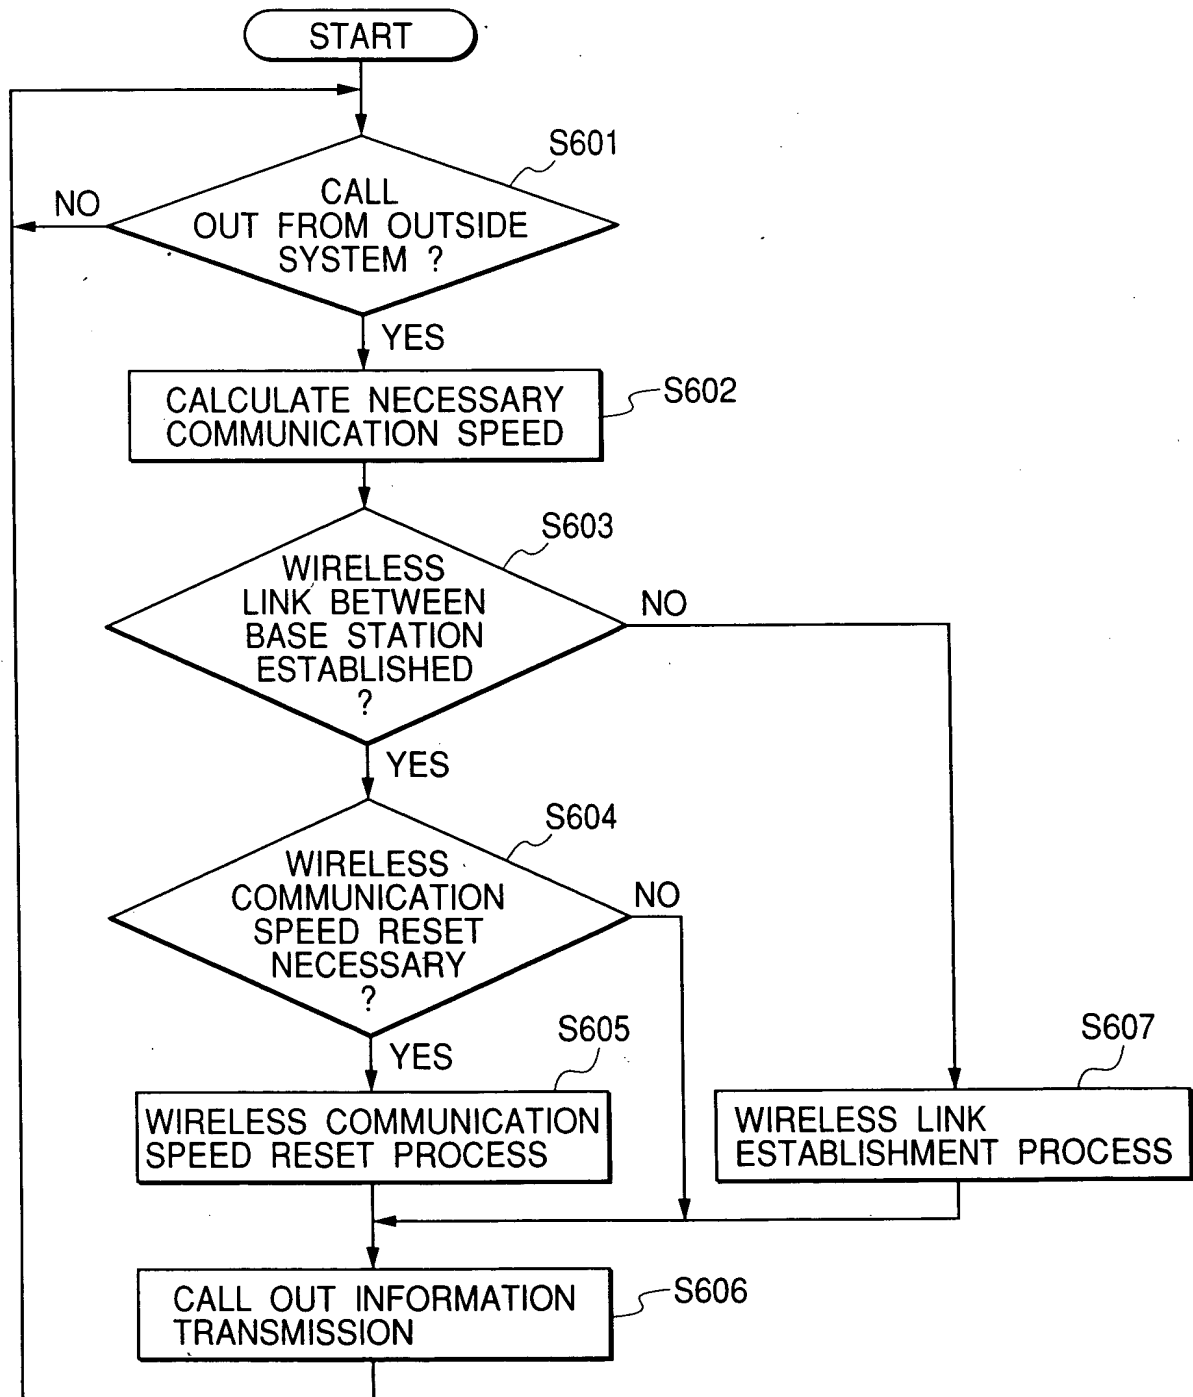 START
S601
CALL
OUT FROM OUTSIDE
SYSTEM ?
NO
YES
CALCULATE NECESSARY
COMMUNICATION SPEED
S602
S603
WIRELESS
LINK BETWEEN
BASE STATION
ESTABLISHED
?
NO
YES
S604
WIRELESS
COMMUNICATION
SPEED RESET
NECESSARY
?
NO
YES
S605
WIRELESS COMMUNICATION
SPEED RESET PROCESS
S607
WIRELESS LINK
ESTABLISHMENT PROCESS
CALL OUT INFORMATION
TRANSMISSION
S606